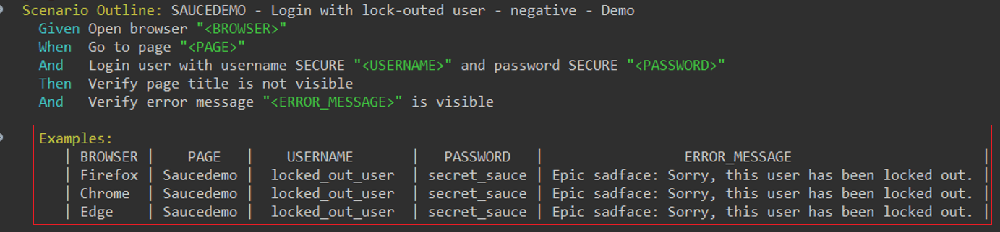 Scenario Outline: SAUCEDEMO - Login with lock-outed user - negative - Demo
Given Open browser "<BROWSER>"
When Go to page "<PAGE>"
And Login user with username SECURE "<USERNAME>" and password SECURE "<PASSWORD>"
Then Verify page title is not visible
And Verify error message "<ERROR_MESSAGE>" is visible
Examples:
| BROWSER | PAGE | USERNAME | PASSWORD | ERROR_MESSAGE |
| Firefox | Saucedemo | locked_out_user | secret_sauce | Epic sadface: Sorry, this user has been locked out. |
| Chrome | Saucedemo | locked_out_user | secret_sauce | Epic sadface: Sorry, this user has been locked out. |
| Edge | Saucedemo | locked_out_user | secret_sauce | Epic sadface: Sorry, this user has been locked out. |